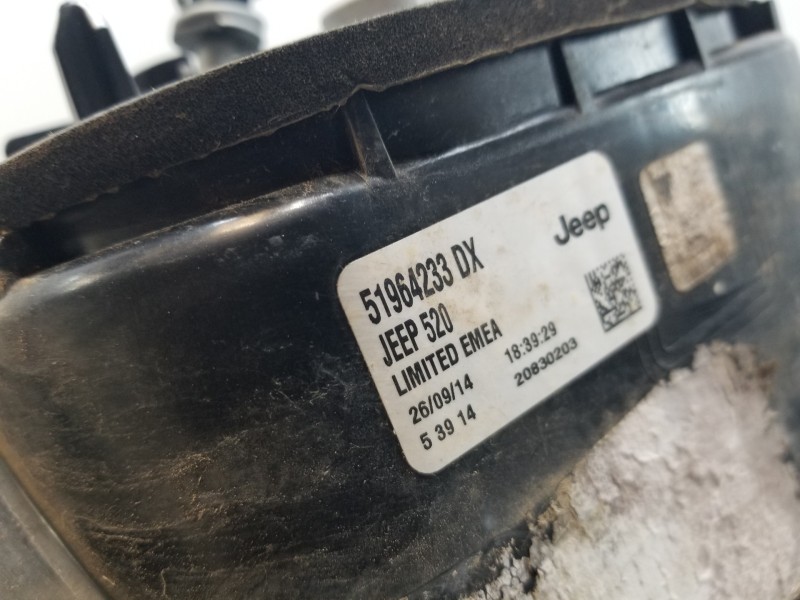 Jeep
51964233 DX
JEEP 520
LIMITED EMEA
26/09/14 18:39:29
5 39 14 20830203